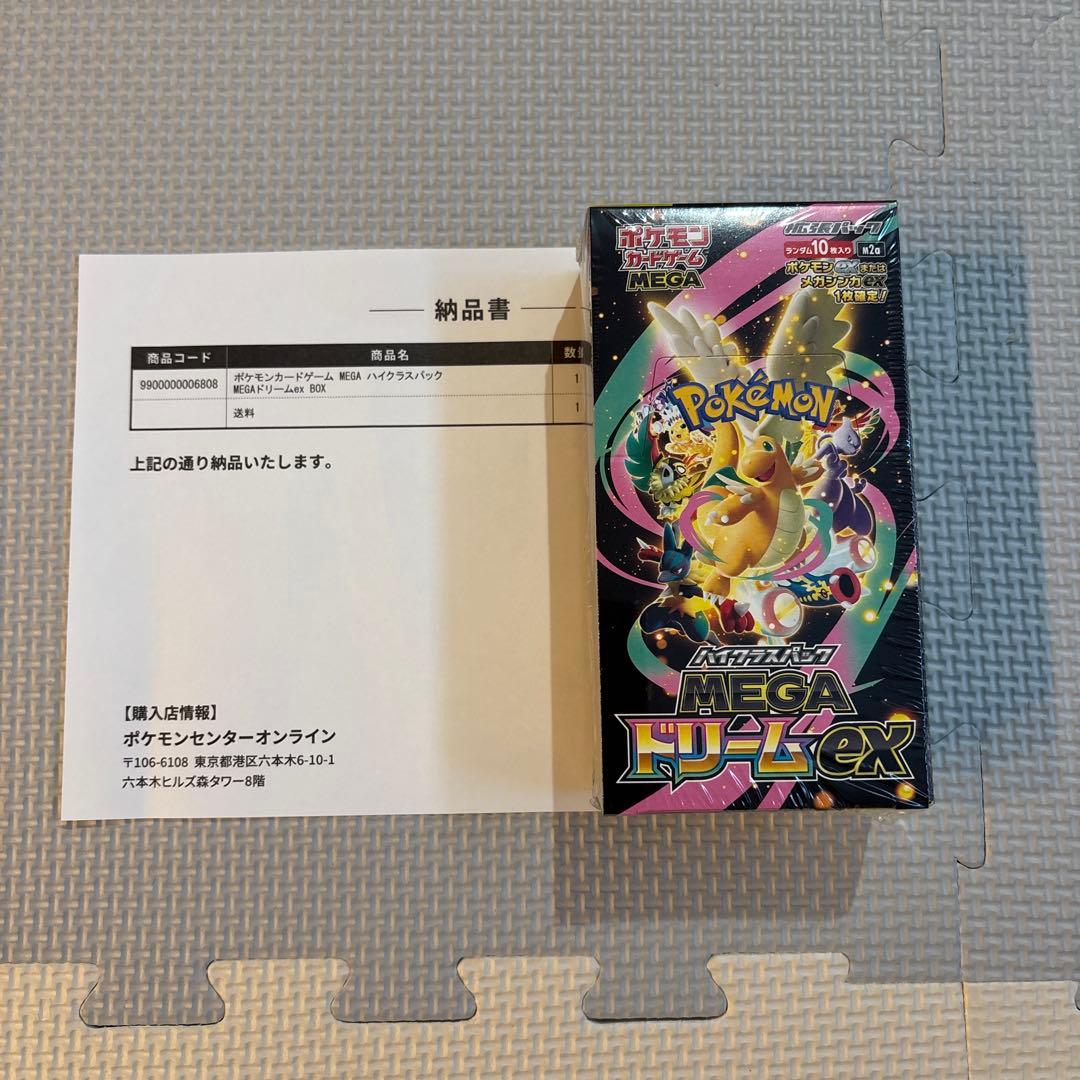 納品書
商品コード 商品名 数
9900000006808 ポケモンカードゲーム MEGA ハイクラスパック 1
MEGAドリームex BOX
送料 1
上記の通り納品いたします。
【購入店情報】
ポケモンセンターオンライン
〒106-6108 東京都港区六本木6-10-1
六本木ヒルズ森タワー8階
ポケモン
カードゲーム
MEGA
拡張パック
ランダム10枚入り M2a
ポケモンexまたは
メガシンカex
1枚確定!
POKéMON
ハイクラスパック
MEGA
ドリームex